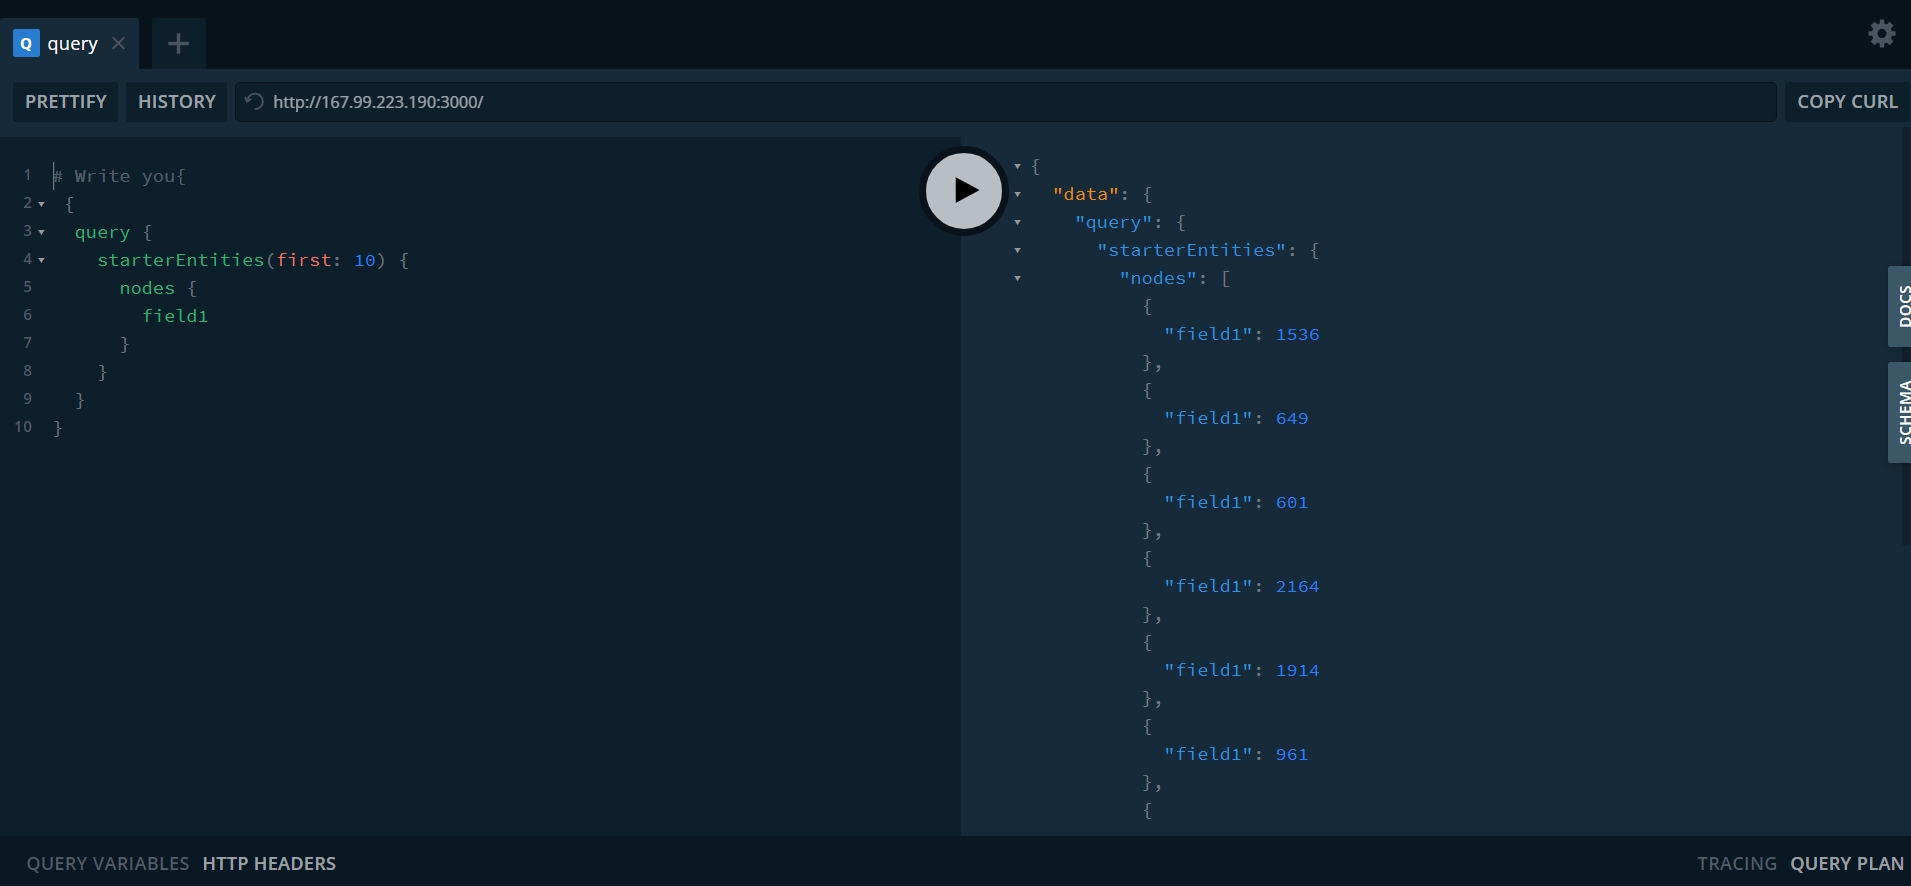 Q query
PRETTIFY HISTORY http://167.99.223.190:3000/ COPY CURL
1 # Write you{
2 {
3 query {
4 starterEntities(first: 10) {
5 nodes {
6 field1
7 }
8 }
9 }
10 }
{
"data": {
"query": {
"starterEntities": {
"nodes": [
{
"field1": 1536
},
{
"field1": 649
},
{
"field1": 601
},
{
"field1": 2164
},
{
"field1": 1914
},
{
"field1": 961
},
{
DOCS
SCHEMA
QUERY VARIABLES HTTP HEADERS
TRACING QUERY PLAN